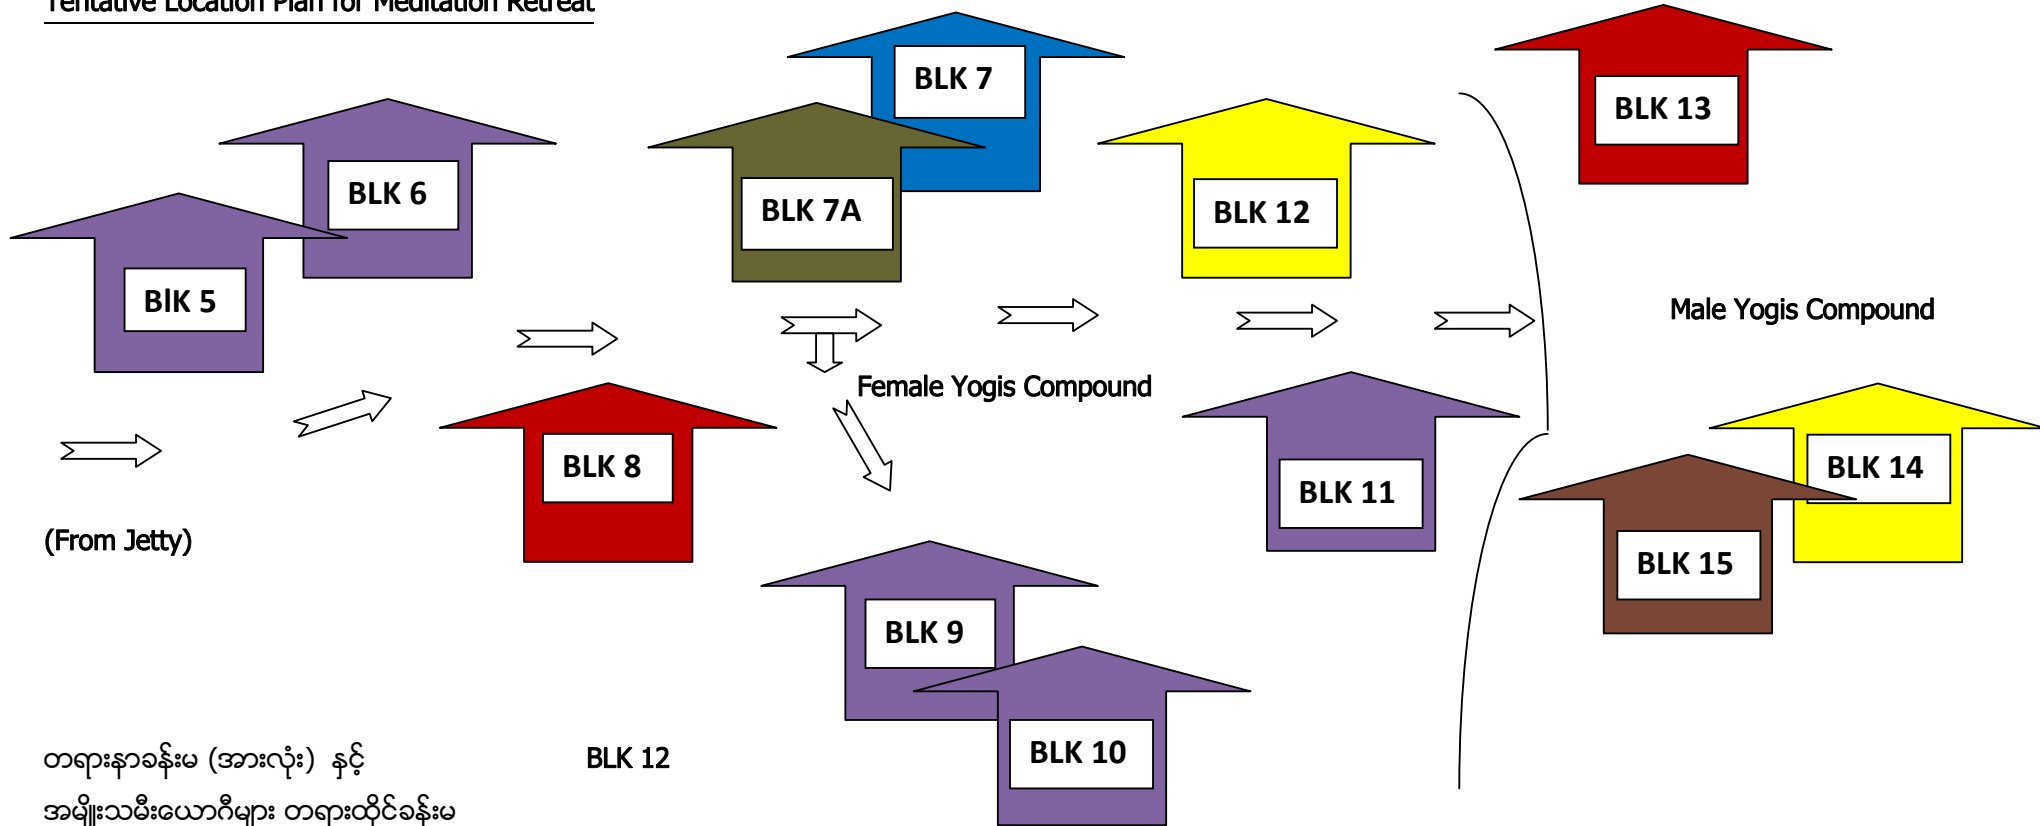 Tentative Location Plan for Meditation Retreat
BLK 7
BLK 13
BLK 6
BLK 7A
BLK 12
BlK 5
Male Yogis Compound
Female Yogis Compound
BLK 8
BLK 14
BLK 11
(From Jetty)
BLK 15
BLK 9
BLK 10
တရားနာခန်းမ (အားလုံး) နှင့် BLK 12
အမျိုးသမီးယောဂီများ တရားထိုင်ခန်းမ